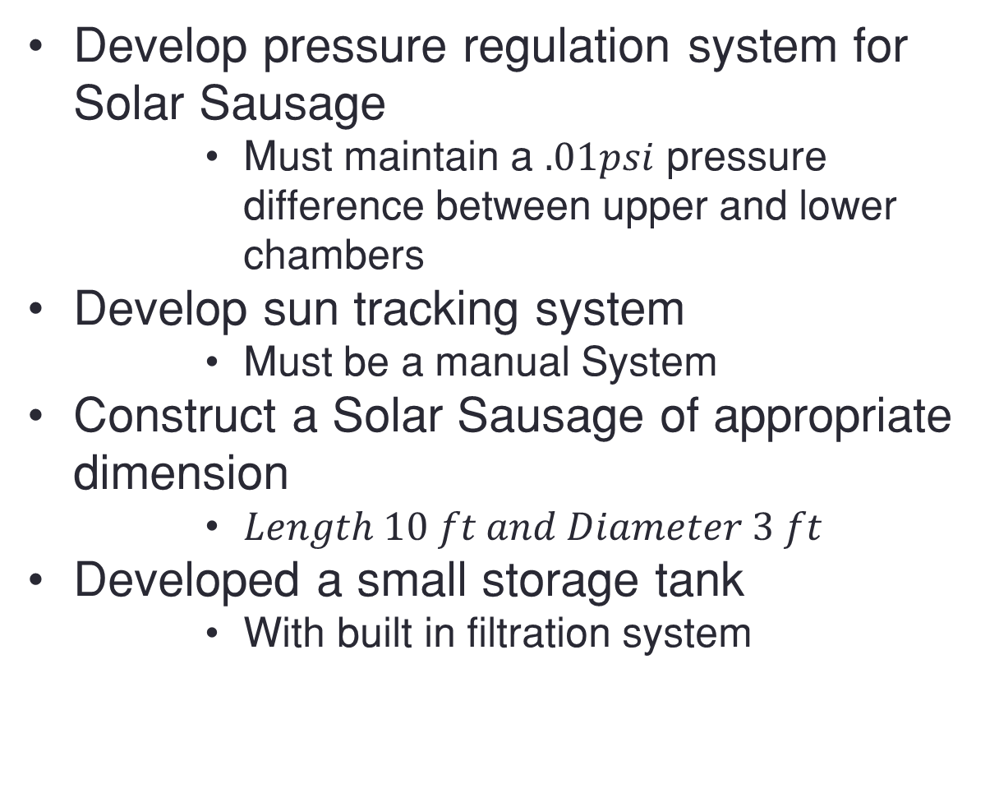 • Develop pressure regulation system for
Solar Sausage
• Must maintain a .01psi pressure
difference between upper and lower
chambers
• Develop sun tracking system
• Must be a manual System
• Construct a Solar Sausage of appropriate
dimension
• Length 10 ft and Diameter 3 ft
• Developed a small storage tank
• With built in filtration system